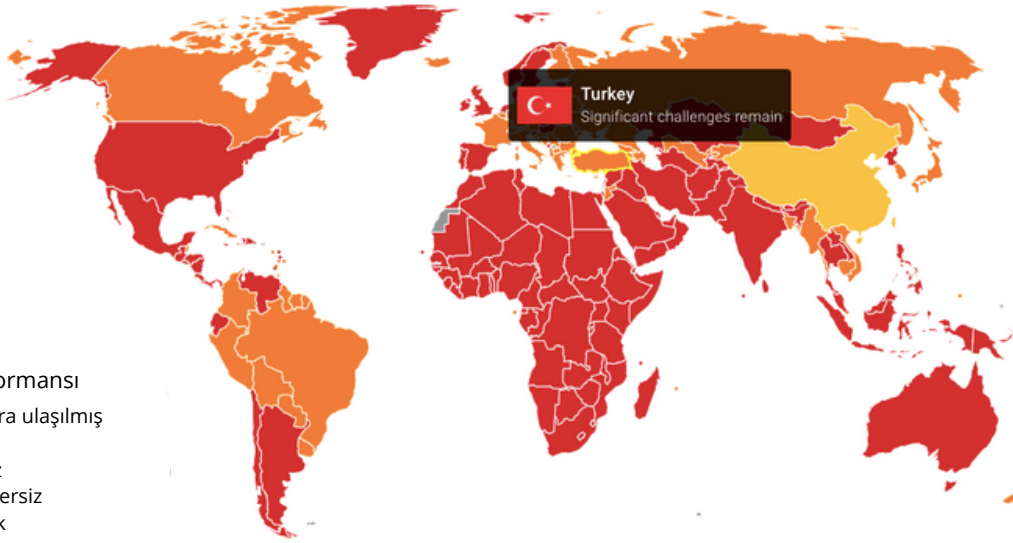 Turkey
Significant challenges remain
ormansı
ra ulaşılmış
z
ersiz
k